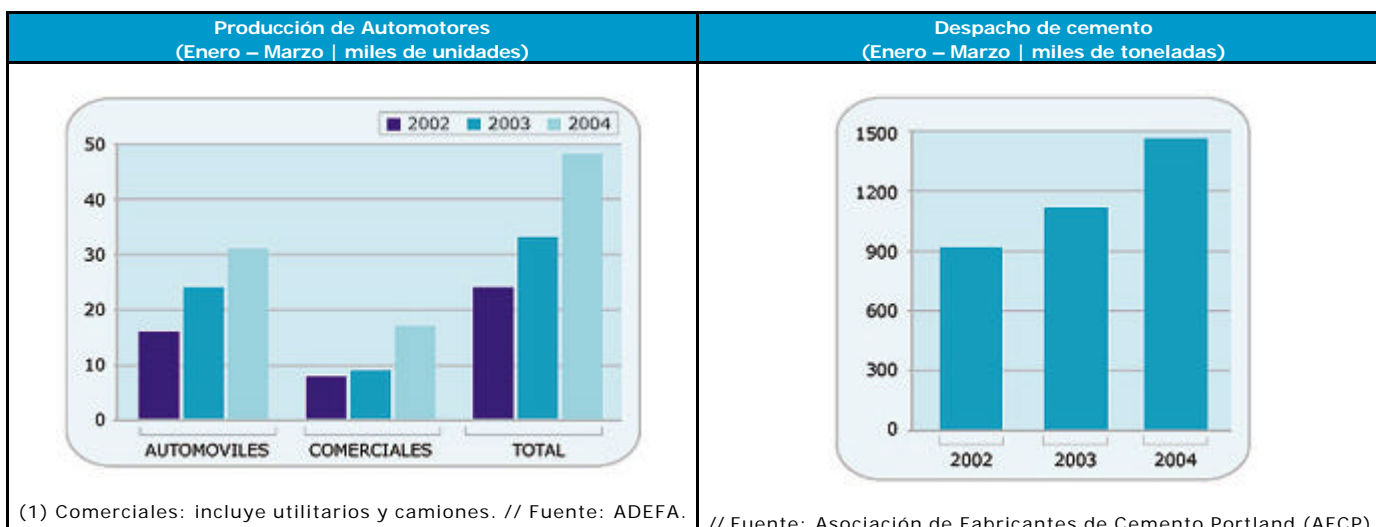 Producción de Automotores
(Enero – Marzo | miles de unidades)
2002 2003 2004
50
40
30
20
10
0
AUTOMOVILES COMERCIALES TOTAL
(1) Comerciales: incluye utilitarios y camiones. // Fuente: ADEFA.
Despacho de cemento
(Enero – Marzo | miles de toneladas)
1500
1200
900
600
300
0
2002 2003 2004
// Fuente: Asociación de Fabricantes de Cemento Portland (AFCP)